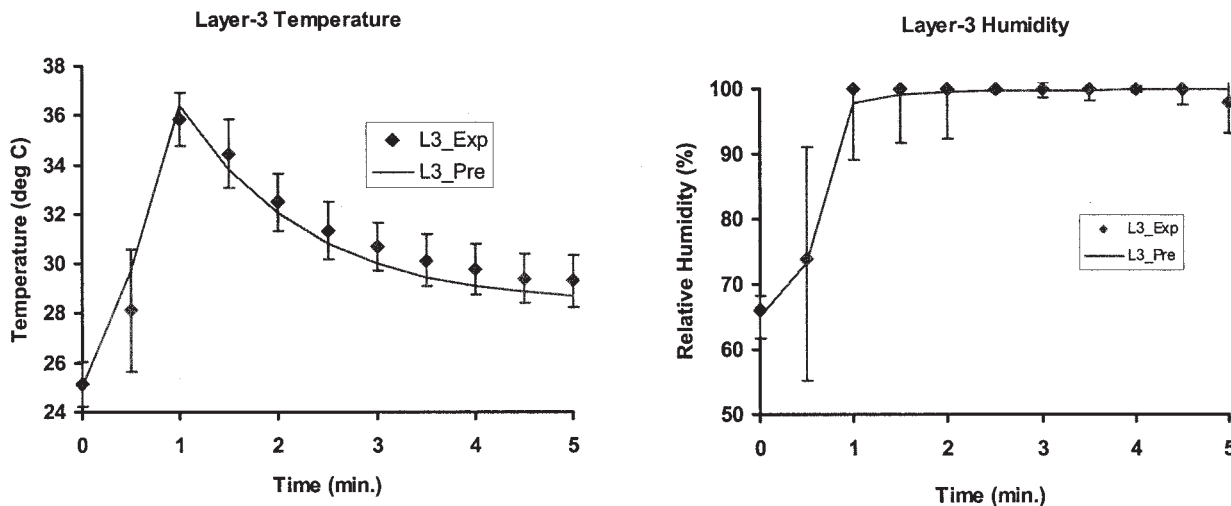 Layer-3 Temperature
Temperature (deg C)
38
36
34
32
30
28
26
24
0 1 2 3 4 5
Time (min.)
L3_Exp
L3_Pre
Layer-3 Humidity
Relative Humidity (%)
100
90
80
70
60
50
0 1 2 3 4 5
Time (min.)
L3_Exp
L3_Pre